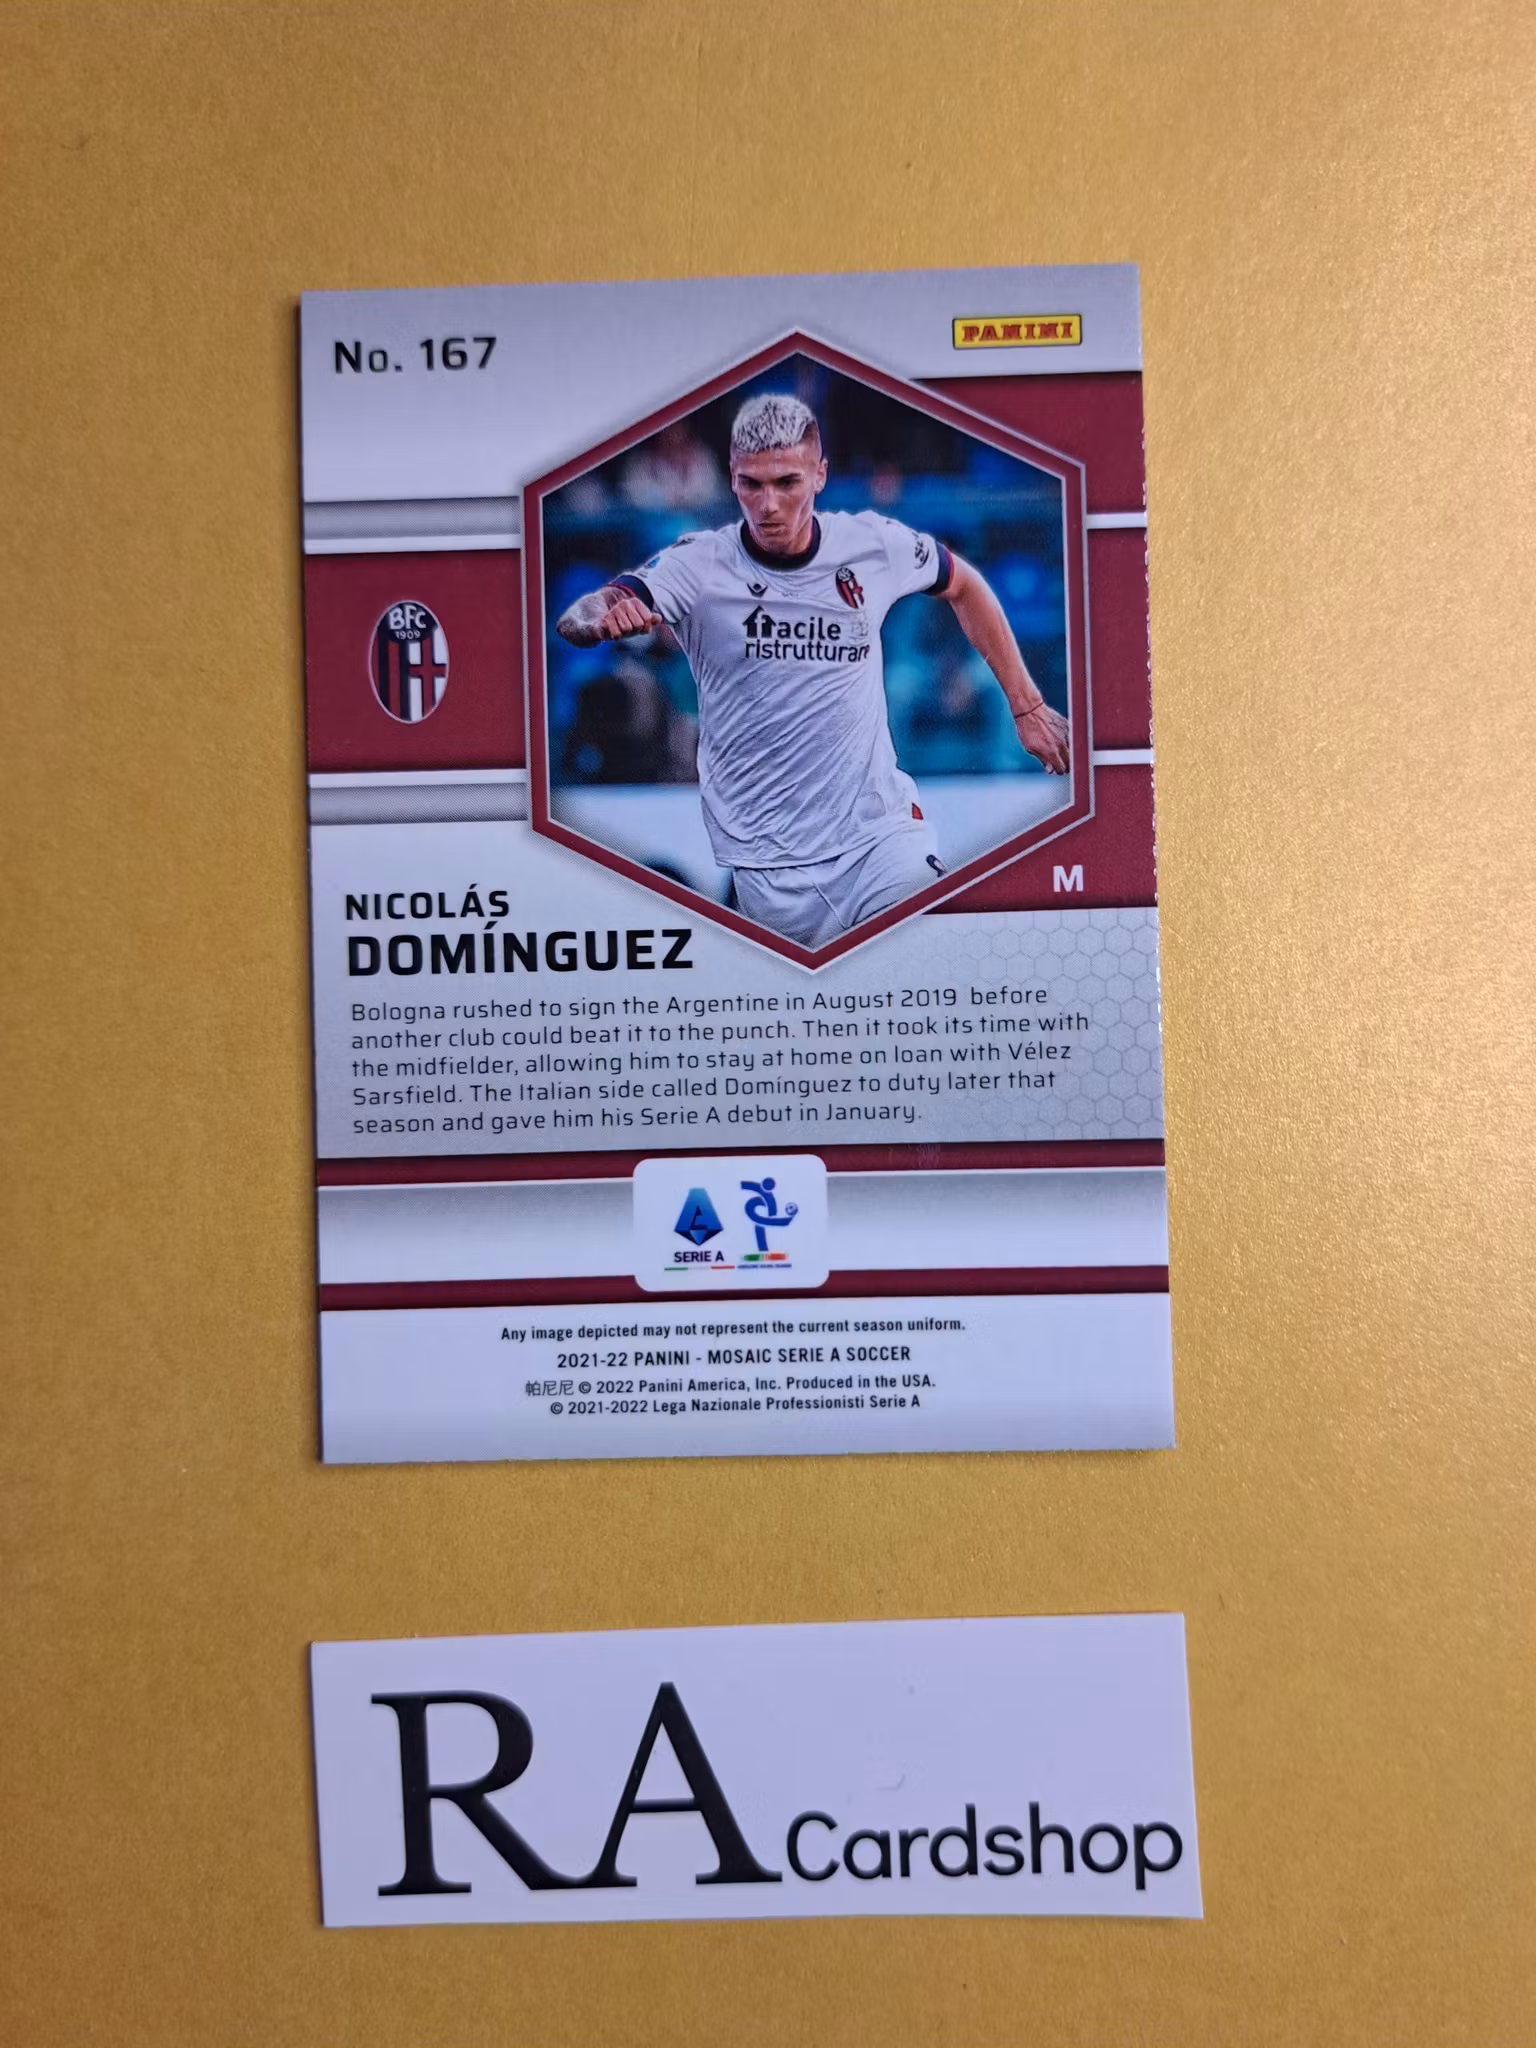 No. 167
PANINI
BFC
1909
facile
ristrutturare
M
NICOLÁS
DOMÍNGUEZ
Bologna rushed to sign the Argentine in August 2019 before
another club could beat it to the punch. Then it took its time with
the midfielder, allowing him to stay at home on loan with Vélez
Sarsfield. The Italian side called Domínguez to duty later that
season and gave him his Serie A debut in January.
SERIE A
Any image depicted may not represent the current season uniform.
2021-22 PANINI - MOSAIC SERIE A SOCCER
帕尼尼 © 2022 Panini America, Inc. Produced in the USA.
© 2021-2022 Lega Nazionale Professionisti Serie A
RA Cardshop